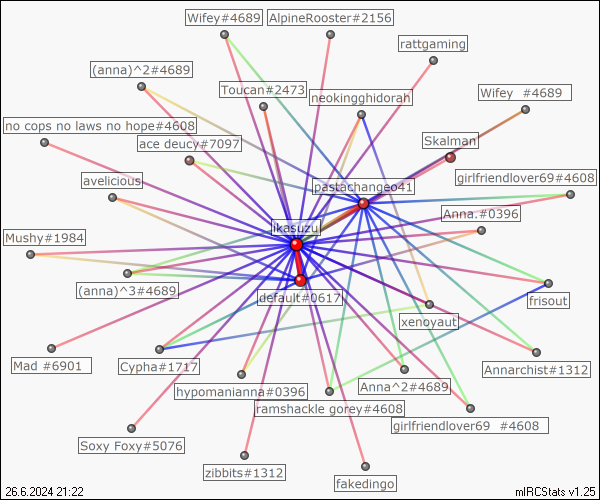 Wifey#4689
AlpineRooster#2156
rattgaming
(anna)^2#4689
Toucan#2473
neokingghidorah
Wifey #4689
no cops no laws no hope#4608
ace deucy#7097
Skalman
avelicious
pastachangeo41
girlfriendlover69#4608
Anna.#0396
likasuzu
Mushy#1984
(anna)^3#4689
default#0617
frisout
xenoyaut
Mad #6901
Cypha#1717
Annarchist#1312
hypomanianna#0396
Anna^2#4689
ramshackle gorey#4608
girlfriendlover69 #4608
Soxy Foxy#5076
zibbits#1312
fakedingo
26.6.2024 21:22
mIRCStats v1.25